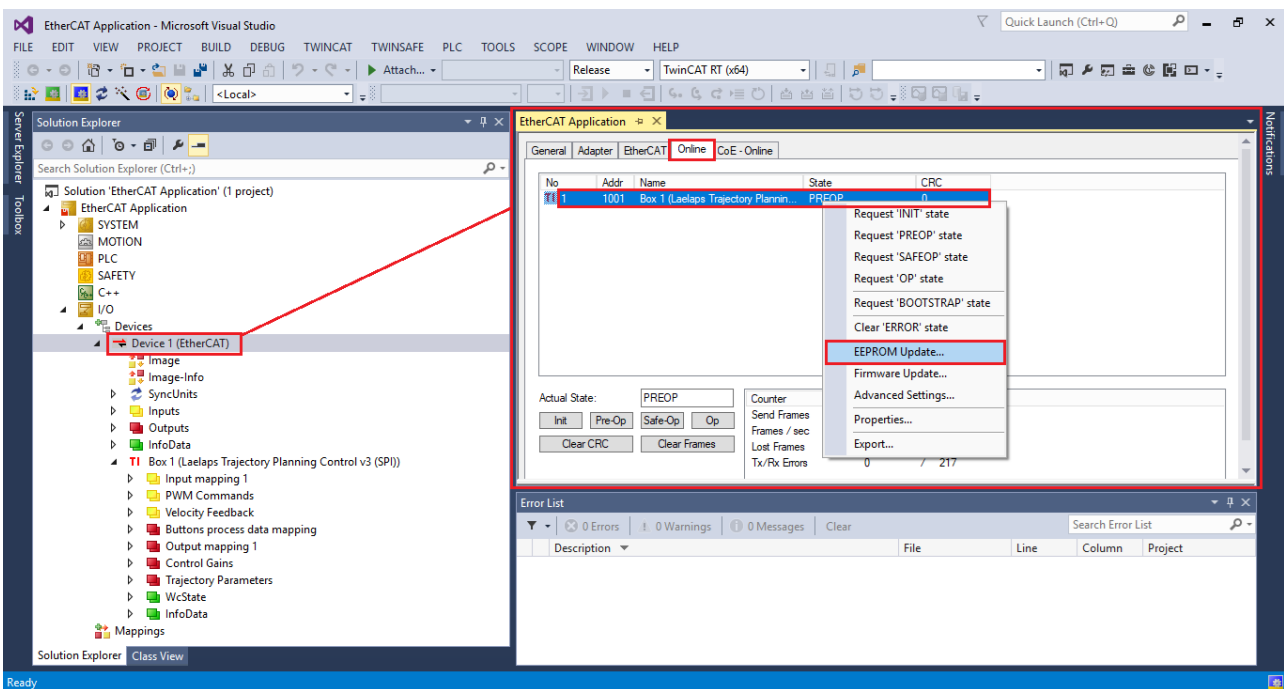 EtherCAT Application - Microsoft Visual Studio
Quick Launch (Ctrl+Q)
FILE EDIT VIEW PROJECT BUILD DEBUG TWINCAT TWINSAFE PLC TOOLS SCOPE WINDOW HELP
Attach... Release TwinCAT RT (x64)
<Local>
Server Explorer
Toolbox
Solution Explorer
Search Solution Explorer (Ctrl+;)
Solution 'EtherCAT Application' (1 project)
EtherCAT Application
SYSTEM
MOTION
PLC
SAFETY
C++
I/O
Devices
Device 1 (EtherCAT)
Image
Image-Info
SyncUnits
Inputs
Outputs
InfoData
TI Box 1 (Laelaps Trajectory Planning Control v3 (SPI))
Input mapping 1
PWM Commands
Velocity Feedback
Buttons process data mapping
Output mapping 1
Control Gains
Trajectory Parameters
WcState
InfoData
Mappings
Solution Explorer Class View
EtherCAT Application
General Adapter EtherCAT Online CoE - Online
No Addr Name State CRC
TI 1 1001 Box 1 (Laelaps Trajectory Plannin... PREOP 0
Request 'INIT' state
Request 'PREOP' state
Request 'SAFEOP' state
Request 'OP' state
Request 'BOOTSTRAP' state
Clear 'ERROR' state
EEPROM Update...
Firmware Update...
Advanced Settings...
Properties...
Export...
Actual State: PREOP
Init Pre-Op Safe-Op Op
Clear CRC Clear Frames
Counter
Send Frames
Frames / sec
Lost Frames
Tx/Rx Errors 0 / 217
Error List
0 Errors 0 Warnings 0 Messages Clear
Search Error List
Description File Line Column Project
Notifications
Ready